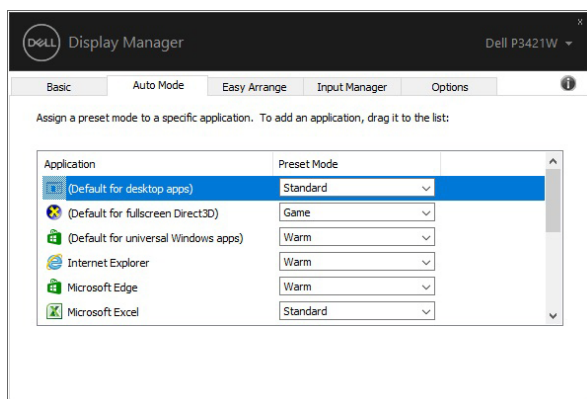 DELL Display Manager Dell P3421W
x
Basic Auto Mode Easy Arrange Input Manager Options
Assign a preset mode to a specific application. To add an application, drag it to the list:
Application Preset Mode
(Default for desktop apps) Standard
(Default for fullscreen Direct3D) Game
(Default for universal Windows apps) Warm
Internet Explorer Warm
Microsoft Edge Warm
Microsoft Excel Standard